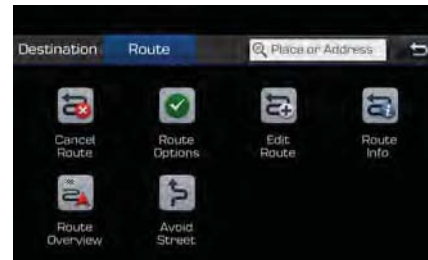 Destination Route Place or Address
Cancel Route Route Edit
Route Options Route Info
Route Avoid
Overview Street